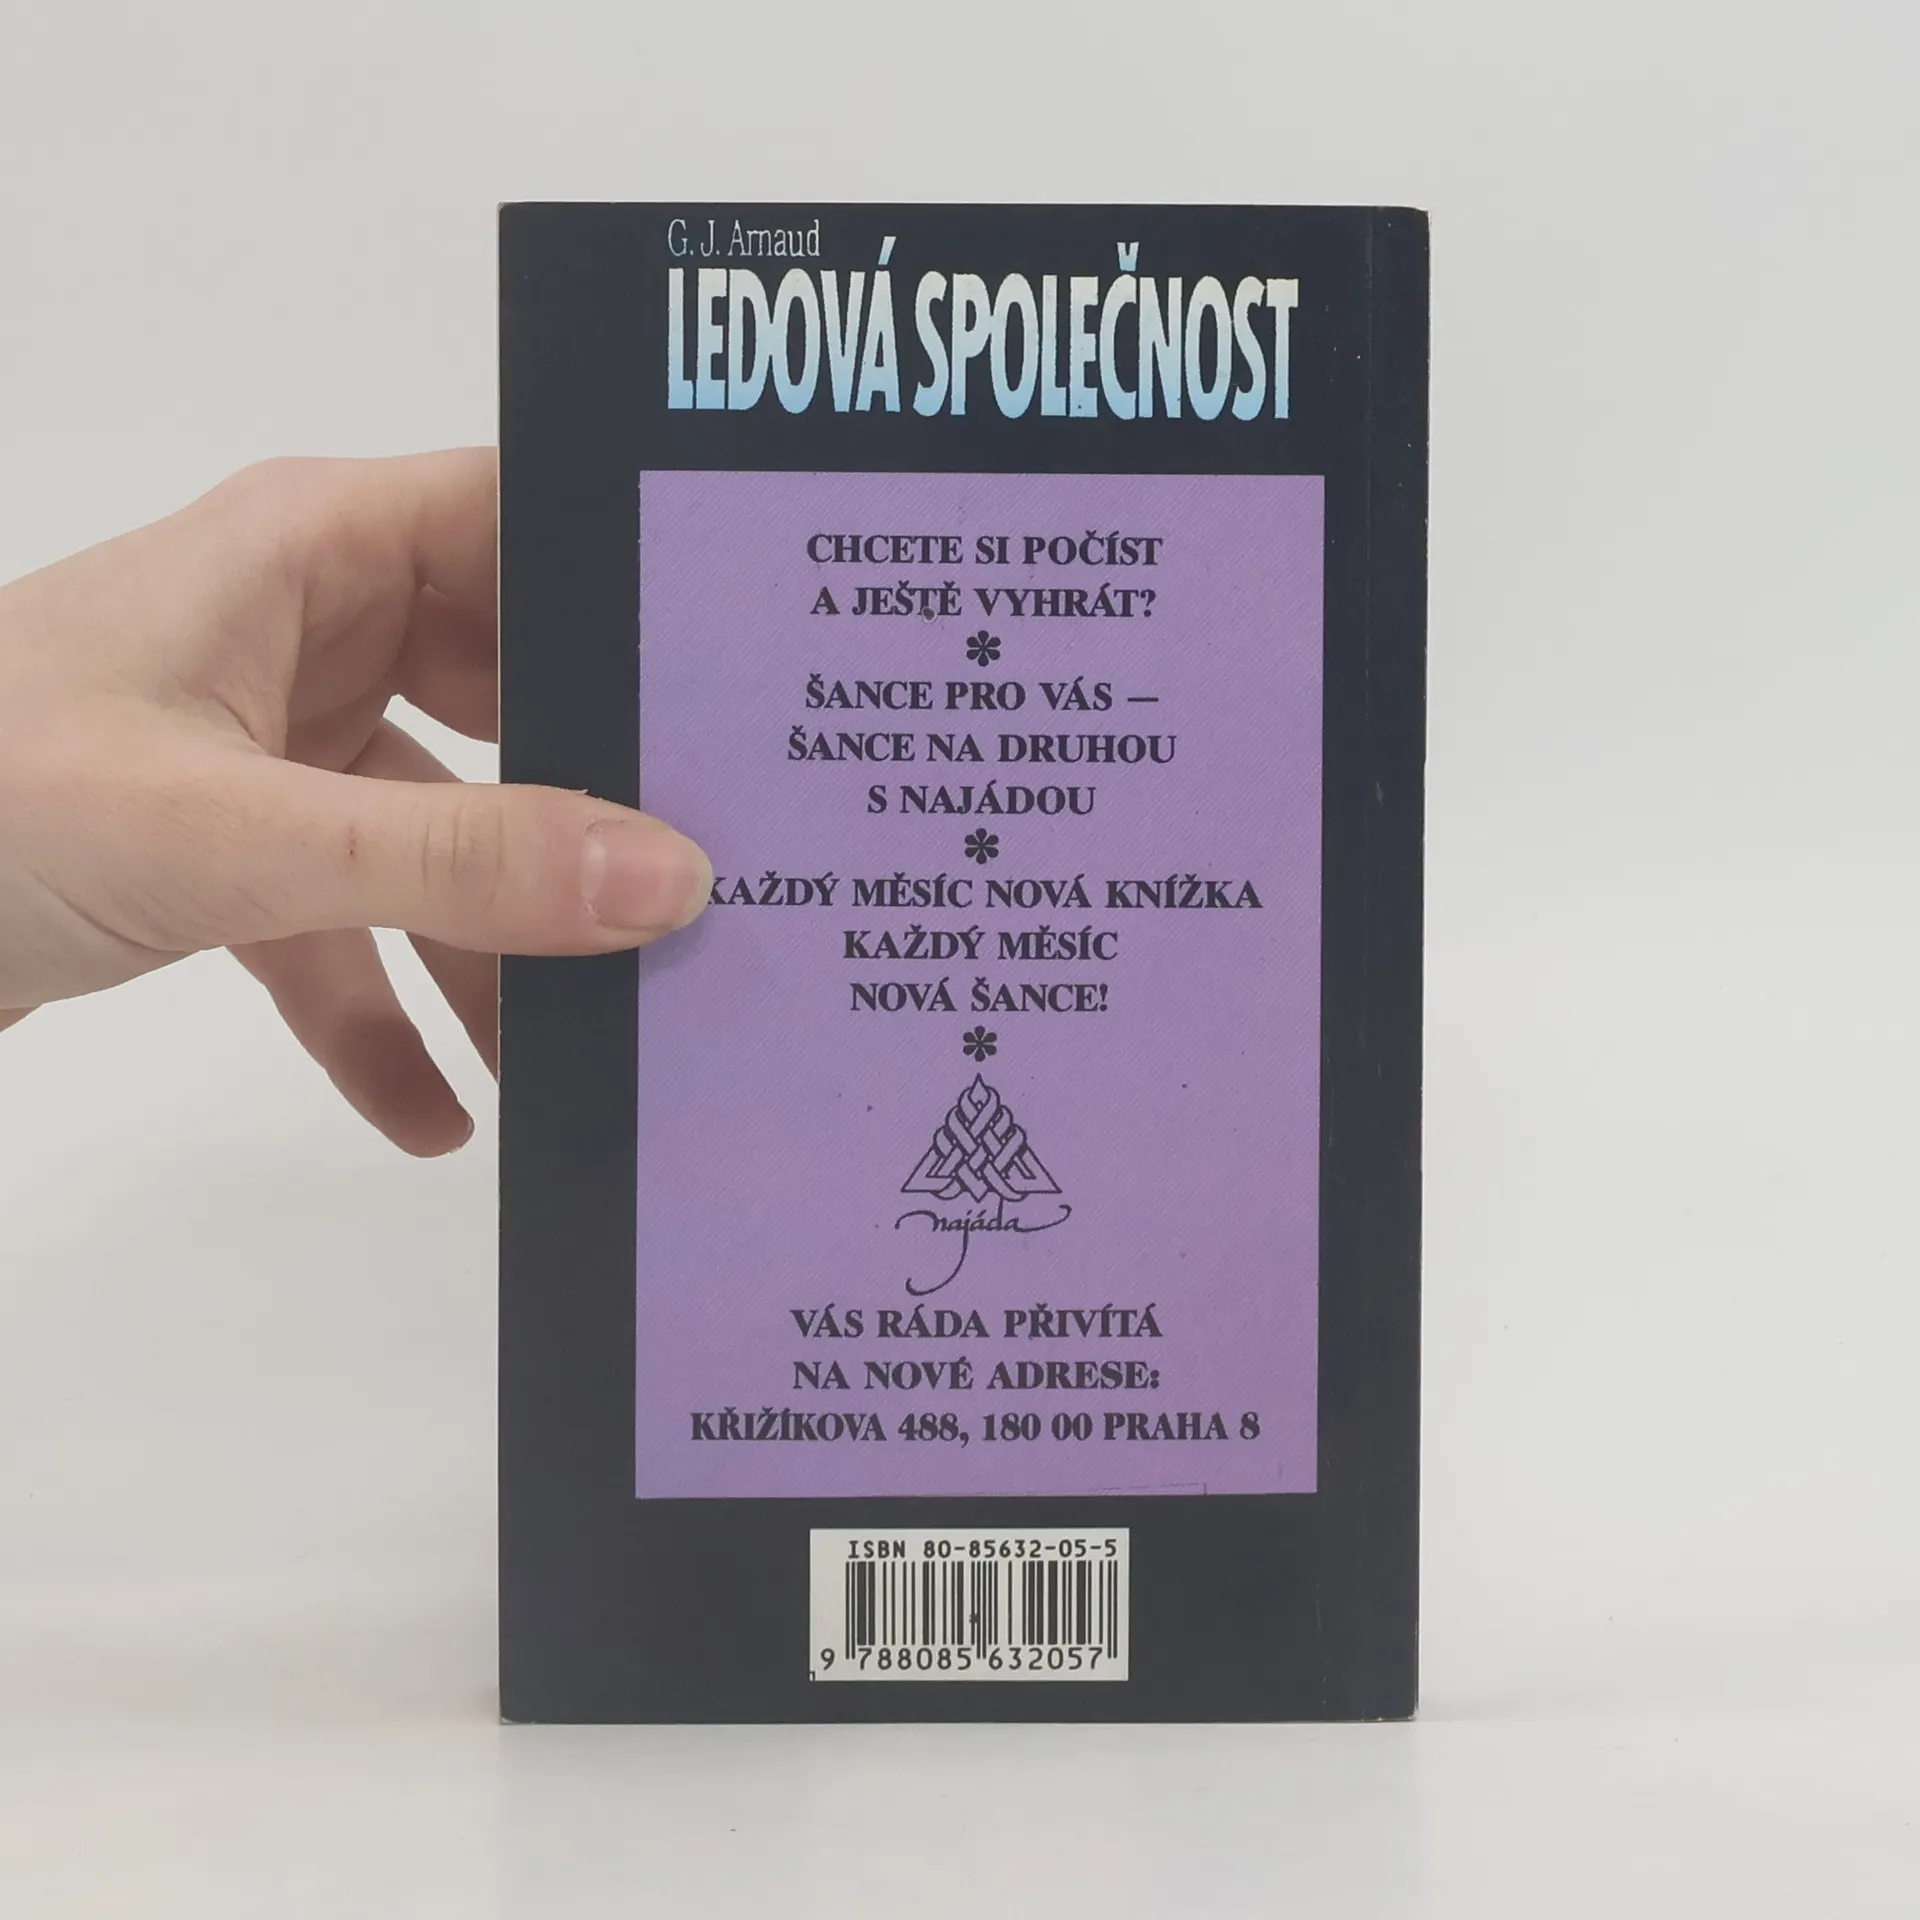 G. J. Arnaud
LEDOVÁ SPOLEČNOST
CHCETE SI POČÍST
A JEŠTĚ VYHRÁT?
*
ŠANCE PRO VÁS –
ŠANCE NA DRUHOU
S NAJÁDOU
*
KAŽDÝ MĚSÍC NOVÁ KNÍŽKA
KAŽDÝ MĚSÍC
NOVÁ ŠANCE!
*
najáda
VÁS RÁDA PŘIVÍTÁ
NA NOVÉ ADRESE:
KŘIŽÍKOVA 488, 180 00 PRAHA 8
ISBN 80-85632-05-5
9 788085 632057